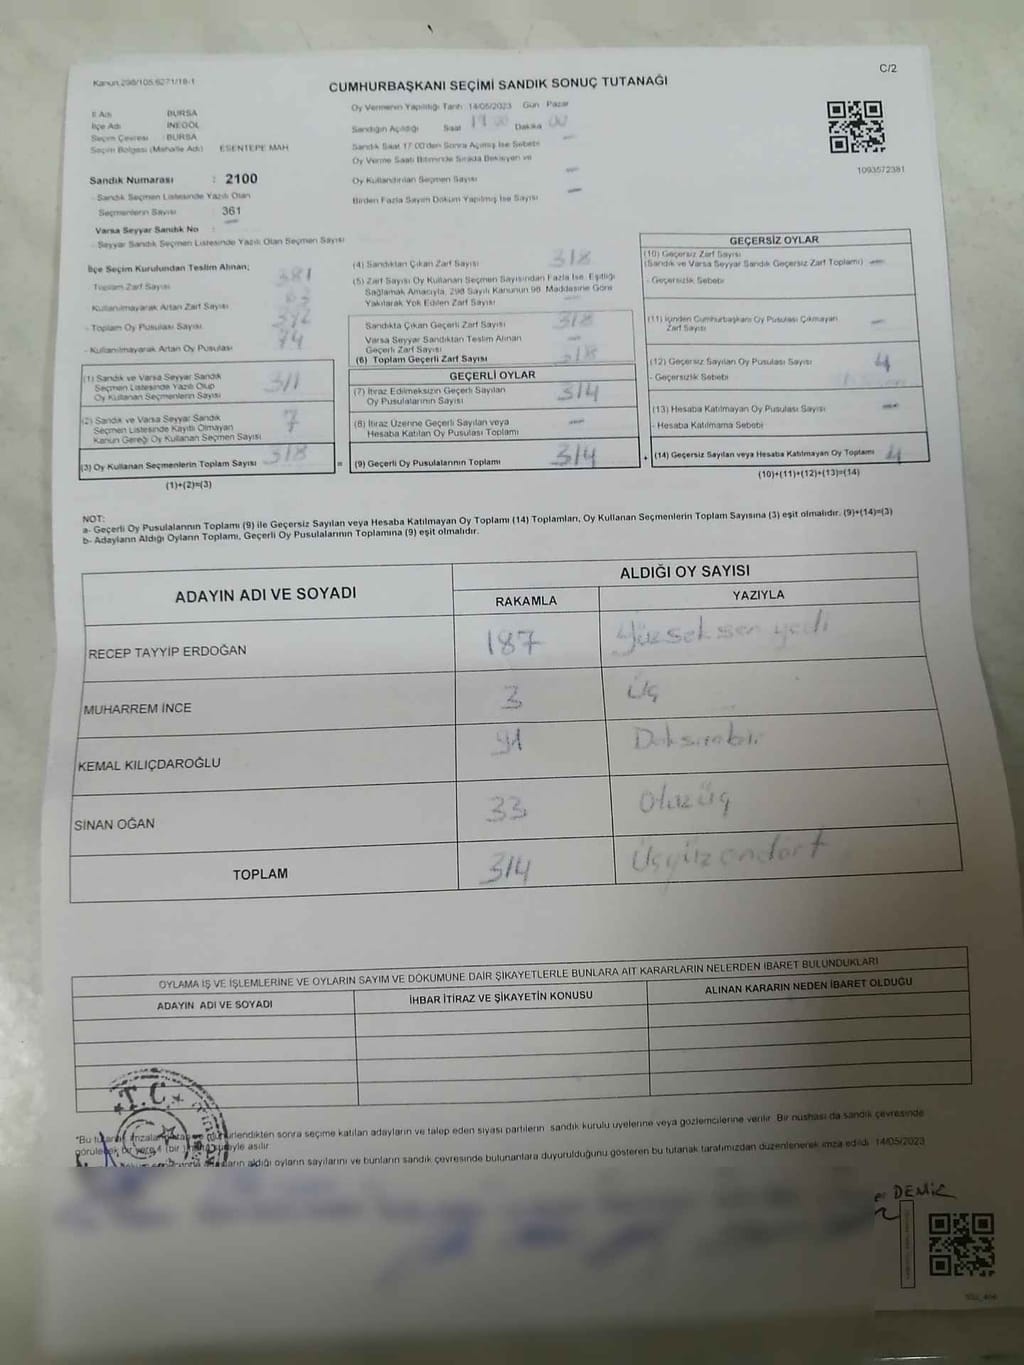 Kanun 298/105 6271/18-1
C/2
CUMHURBAŞKANI SEÇİMİ SANDIK SONUÇ TUTANAĞI
İl Adı BURSA
İlçe Adı İNEGÖL
Seçim Çevresi : BURSA
Seçim Bölgesi (Mahalle Adı) ESENTEPE MAH
Sandık Numarası : 2100
- Sandık Seçmen Listesinde Yazılı Olan
Seçmenlerin Sayısı : 361
Varsa Seyyar Sandık No :
- Seyyar Sandık Seçmen Listesinde Yazılı Olan Seçmen Sayısı
Oy Vermenin Yapıldığı Tarih 14/05/2023 Gün Pazar
Sandığın Açıldığı Saat Dakika 00
Sandık Saat 17:00'den Sonra Açılmış İse Sebebi
Oy Verme Saati Bitiminde Sırada Bekleyen ve
Oy Kullandırılan Seçmen Sayısı
Birden Fazla Sayım Döküm Yapılmış İse Sayısı
1093572381
İlçe Seçim Kurulundan Teslim Alınan;
Toplam Zarf Sayısı 381
Kullanılmayarak Artan Zarf Sayısı 63
- Toplam Oy Pusulası Sayısı
- Kullanılmayarak Artan Oy Pusulası 74
(1) Sandık ve Varsa Seyyar Sandık
Seçmen Listesinde Yazılı Olup
Oy Kullanan Seçmenlerin Sayısı 311
(2) Sandık ve Varsa Seyyar Sandık
Seçmen Listesinde Kayıtlı Olmayan
Kanun Gereği Oy Kullanan Seçmen Sayısı 7
(3) Oy Kullanan Seçmenlerin Toplam Sayısı 318
(1)+(2)=(3)
(4) Sandıktan Çıkan Zarf Sayısı 318
(5) Zarf Sayısı Oy Kullanan Seçmen Sayısından Fazla İse, Eşitliği
Sağlamak Amacıyla, 298 Sayılı Kanunun 98. Maddesine Göre
Yakılarak Yok Edilen Zarf Sayısı
Sandıkta Çıkan Geçerli Zarf Sayısı 318
Varsa Seyyar Sandıktan Teslim Alınan
Geçerli Zarf Sayısı
(6) Toplam Geçerli Zarf Sayısı 318
GEÇERLİ OYLAR
(7) İtiraz Edilmeksizin Geçerli Sayılan
Oy Pusulalarının Sayısı 314
(8) İtiraz Üzerine Geçerli Sayılan veya
Hesaba Katılan Oy Pusulası Toplamı
= (9) Geçerli Oy Pusulalarının Toplamı 314
GEÇERSİZ OYLAR
(10) Geçersiz Zarf Sayısı
(Sandık ve Varsa Seyyar Sandık Geçersiz Zarf Toplamı)
- Geçersizlik Sebebi
(11) İçinden Cumhurbaşkanı Oy Pusulası Çıkmayan
Zarf Sayısı
(12) Geçersiz Sayılan Oy Pusulası Sayısı 4
- Geçersizlik Sebebi
(13) Hesaba Katılmayan Oy Pusulası Sayısı
- Hesaba Katılmama Sebebi
+ (14) Geçersiz Sayılan veya Hesaba Katılmayan Oy Toplamı 4
(10)+(11)+(12)+(13)=(14)
NOT:
a- Geçerli Oy Pusulalarının Toplamı (9) ile Geçersiz Sayılan veya Hesaba Katılmayan Oy Toplamı (14) Toplamları, Oy Kullanan Seçmenlerin Toplam Sayısına (3) eşit olmalıdır. (9)+(14)=(3)
b- Adayların Aldığı Oyların Toplamı, Geçerli Oy Pusulalarının Toplamına (9) eşit olmalıdır.
ADAYIN ADI VE SOYADI ALDIĞI OY SAYISI
RAKAMLA YAZIYLA
RECEP TAYYİP ERDOĞAN 187 Yüzseksenyedi
MUHARREM İNCE 3 Üç
KEMAL KILIÇDAROĞLU 91 Doksanbir
SİNAN OĞAN 33 Otuzüç
TOPLAM 314 Üçyüzondört
OYLAMA İŞ VE İŞLEMLERİNE VE OYLARIN SAYIM VE DÖKÜMÜNE DAİR ŞİKAYETLERLE BUNLARA AİT KARARLARIN NELERDEN İBARET BULUNDUKLARI
ADAYIN ADI VE SOYADI İHBAR İTİRAZ VE ŞİKAYETİN KONUSU ALINAN KARARIN NEDEN İBARET OLDUĞU
T.C.
*Bu mühürlendikten sonra seçime katılan adayların ve talep eden siyasi partilerin sandık kurulu üyelerine veya gözlemcilerine verilir. Bir nüshası da sandık çevresinde
görülecek bir yere asılır
aldığı oyların sayılarını ve bunların sandık çevresinde bulunanlara duyurulduğunu gösteren bu tutanak tarafımızdan düzenlenerek imza edildi 14/05/2023
DEMİR